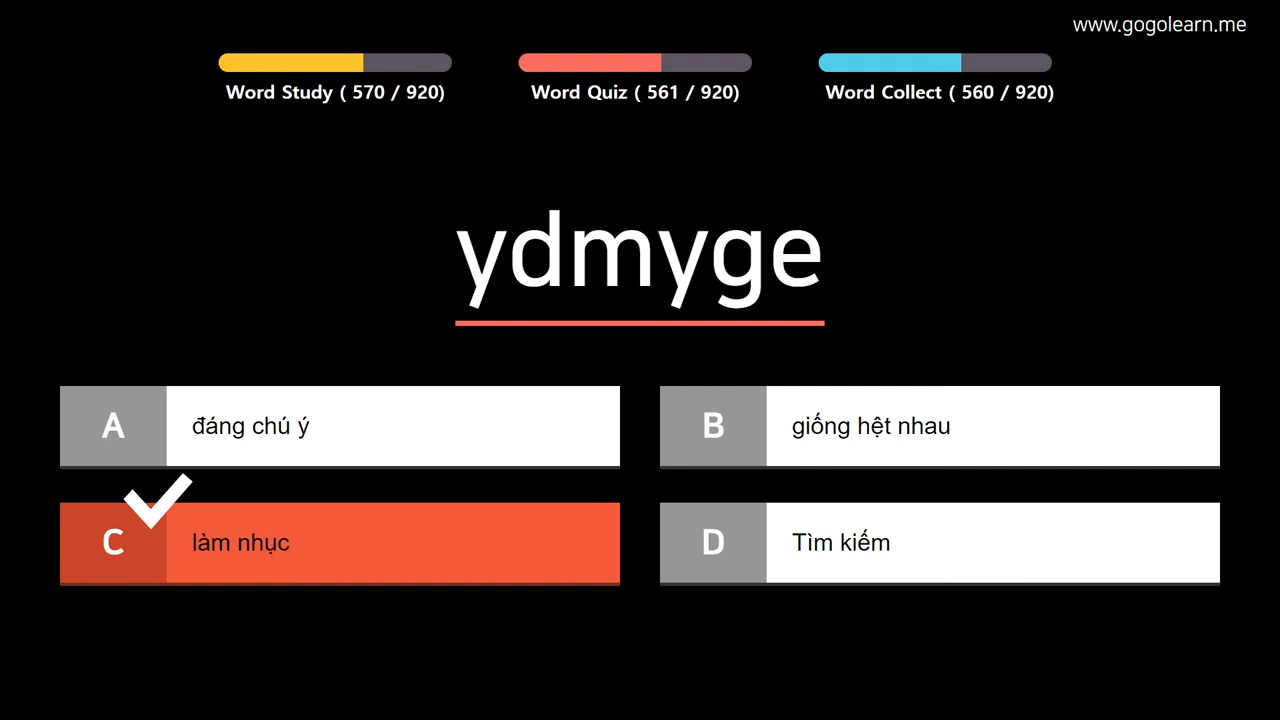 www.gogolearn.me
Word Study ( 570 / 920)
Word Quiz ( 561 / 920)
Word Collect ( 560 / 920)
ydmyge
A
đáng chú ý
B
giống hệt nhau
C
làm nhục
D
Tìm kiếm